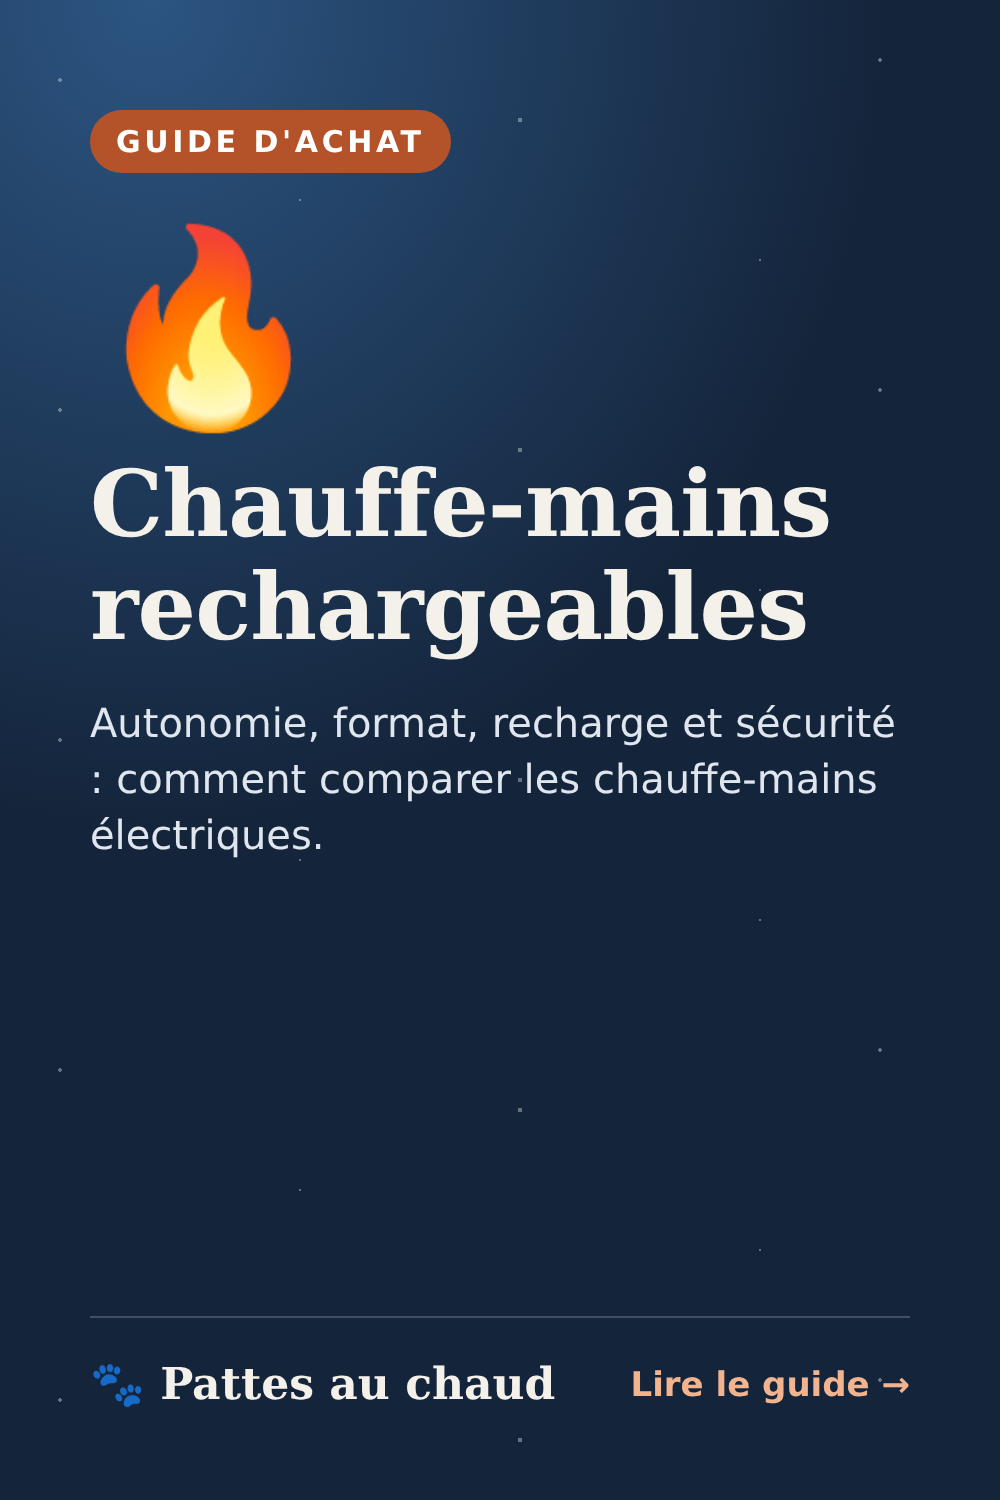 GUIDE D'ACHAT
Chauffe-mains
rechargeables
Autonomie, format, recharge et sécurité
: comment comparer les chauffe-mains
électriques.
Pattes au chaud
Lire le guide →